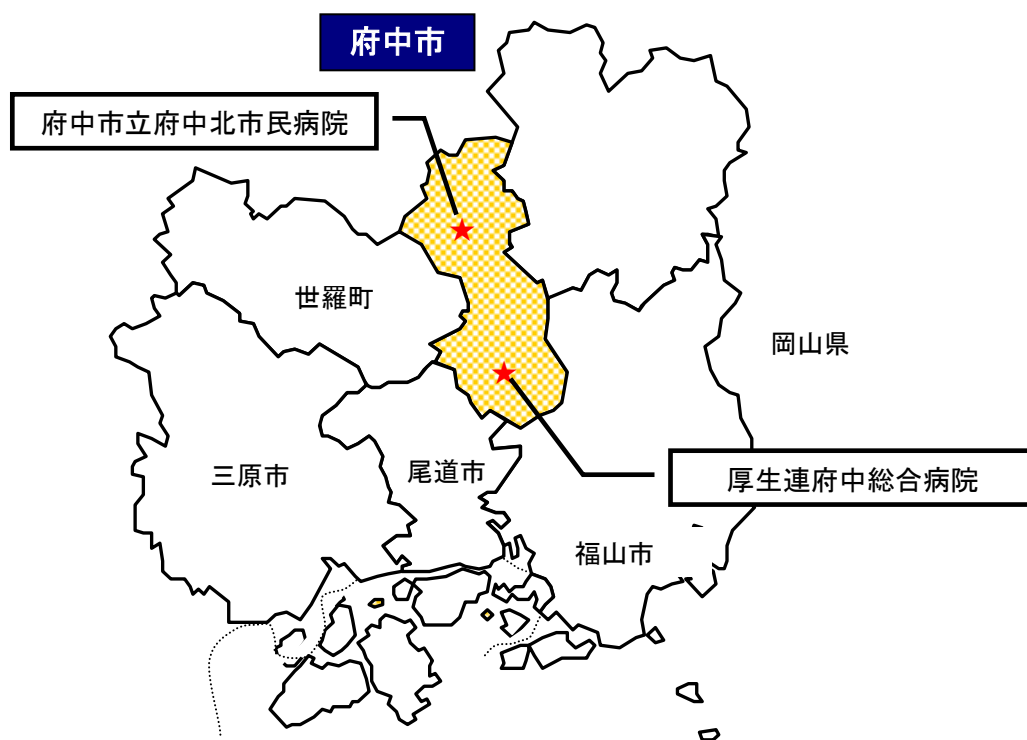 府中市
府中市立府中北市民病院
世羅町
岡山県
三原市
尾道市
厚生連府中総合病院
福山市